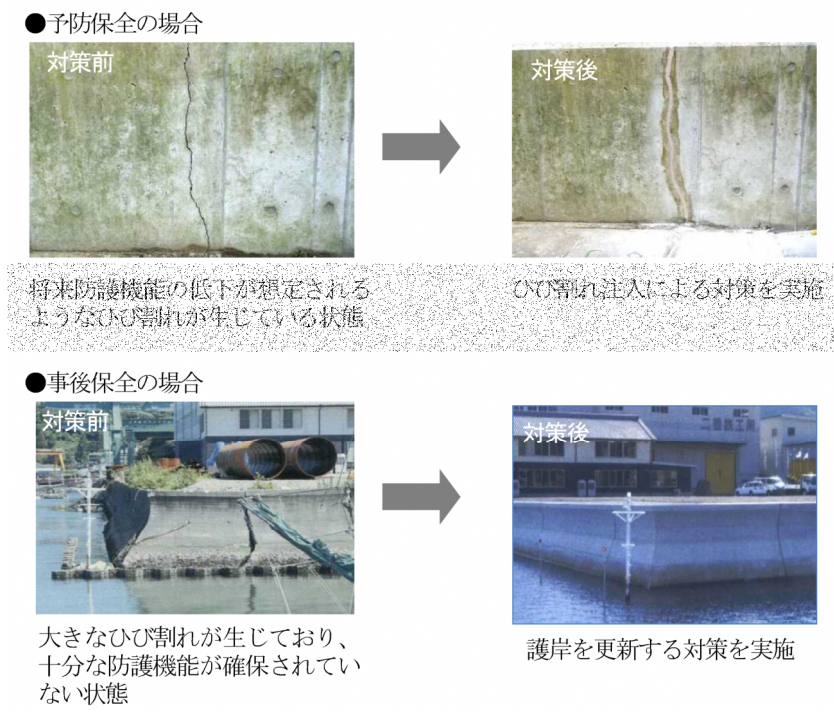 ●予防保全の場合
対策前
対策後
将来防護機能の低下が想定される
ようなひび割れが生じている状態
ひび割れ注入による対策を実施
●事後保全の場合
対策前
対策後
大きなひび割れが生じており、
十分な防護機能が確保されてい
ない状態
護岸を更新する対策を実施